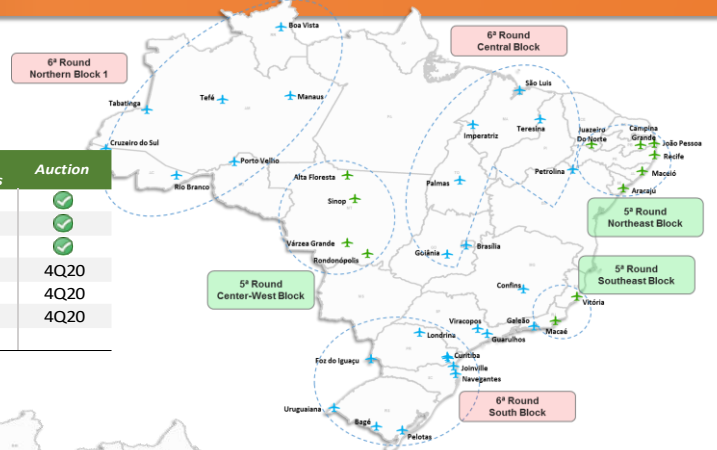 Boa Vista
6ª Round
Northern Block 1
6ª Round
Central Block
Tabatinga
Tefé
Manaus
São Luis
Cruzeiro do Sul
Imperatriz
Teresina
Juazeiro
Do Norte
Campina
Grande
João Pessoa
Recife
Porto Velho
Rio Branco
Alta Floresta
Sinop
Palmas
Petrolina
Maceió
Aracaju
Auction
s
4Q20
4Q20
4Q20
5ª Round
Northeast Block
Várzea Grande
Rondonópolis
Goiânia
Brasília
5ª Round
Center-West Block
5ª Round
Southeast Block
Confins
Vitória
Viracopos
Galeão
Macaé
Guarulhos
Londrina
Foz do Iguaçu
Curitiba
Joinville
Navegantes
Uruguaiana
Bagé
Pelotas
6ª Round
South Block